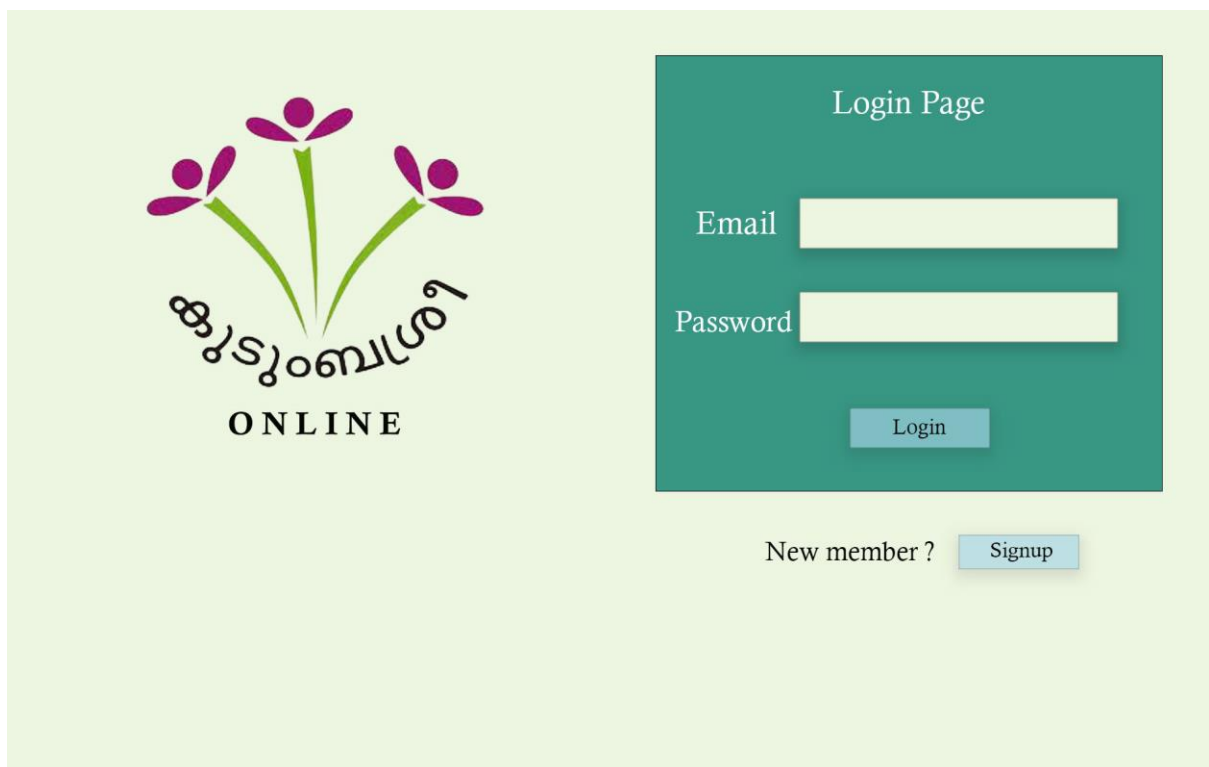 കുടുംബശ്രീ
ONLINE
Login Page
Email
Password
Login
New member ? Signup